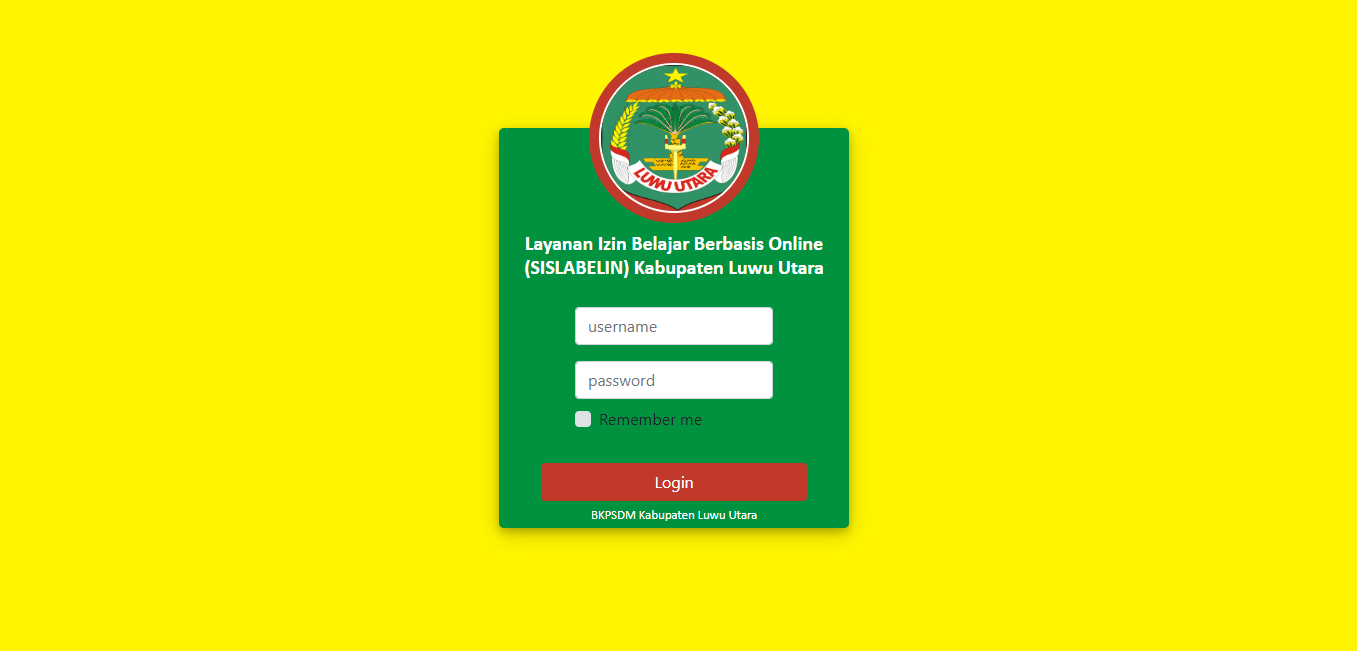 LUWU UTARA
Layanan Izin Belajar Berbasis Online
(SISLABELIN) Kabupaten Luwu Utara
username
password
Remember me
Login
BKPSDM Kabupaten Luwu Utara